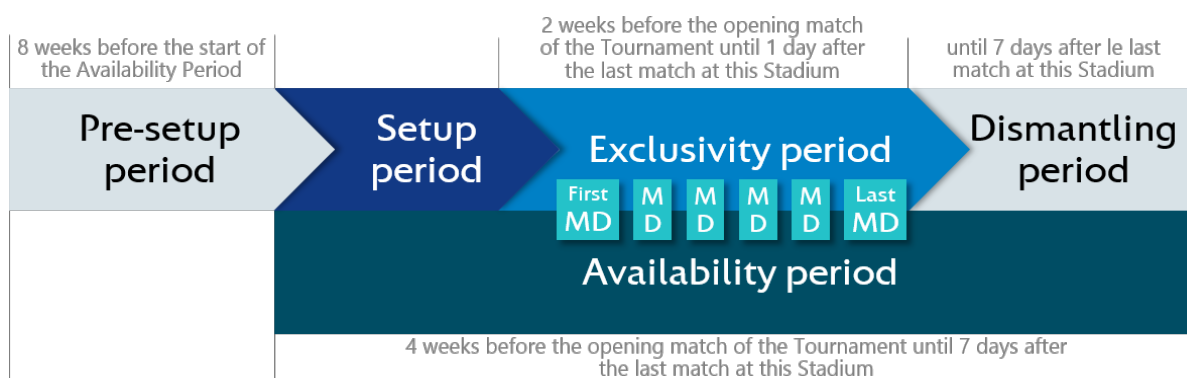 8 weeks before the start of
the Availability Period
2 weeks before the opening match
of the Tournament until 1 day after
the last match at this Stadium
until 7 days after le last
match at this Stadium
Pre-setup
period
Setup
period
Exclusivity period
Dismantling
period
First
MD
M
D
M
D
M
D
M
D
Last
MD
Availability period
4 weeks before the opening match of the Tournament until 7 days after
the last match at this Stadium